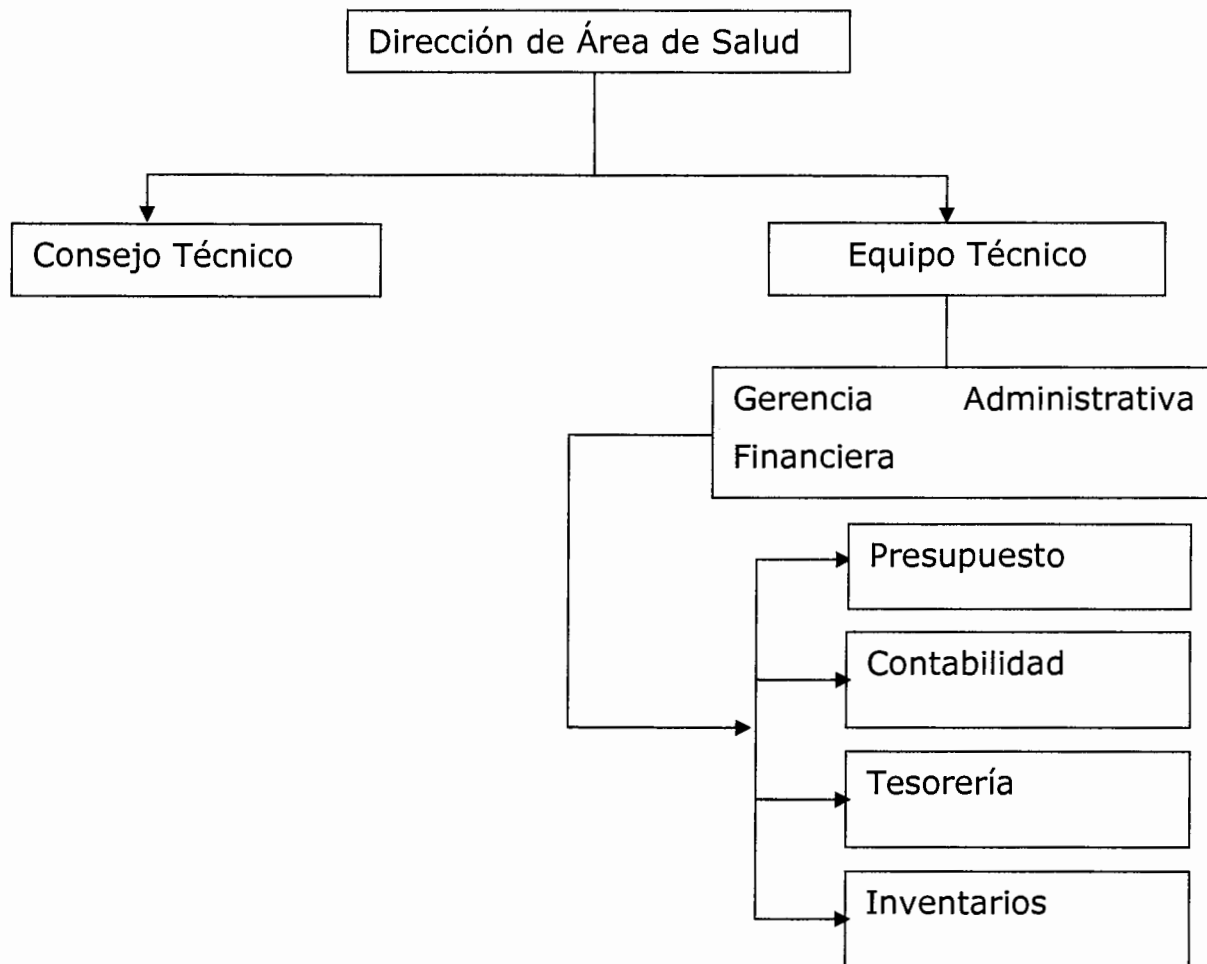 Dirección de Área de Salud
Consejo Técnico
Equipo Técnico
Gerencia Administrativa
Financiera
Presupuesto
Contabilidad
Tesorería
Inventarios